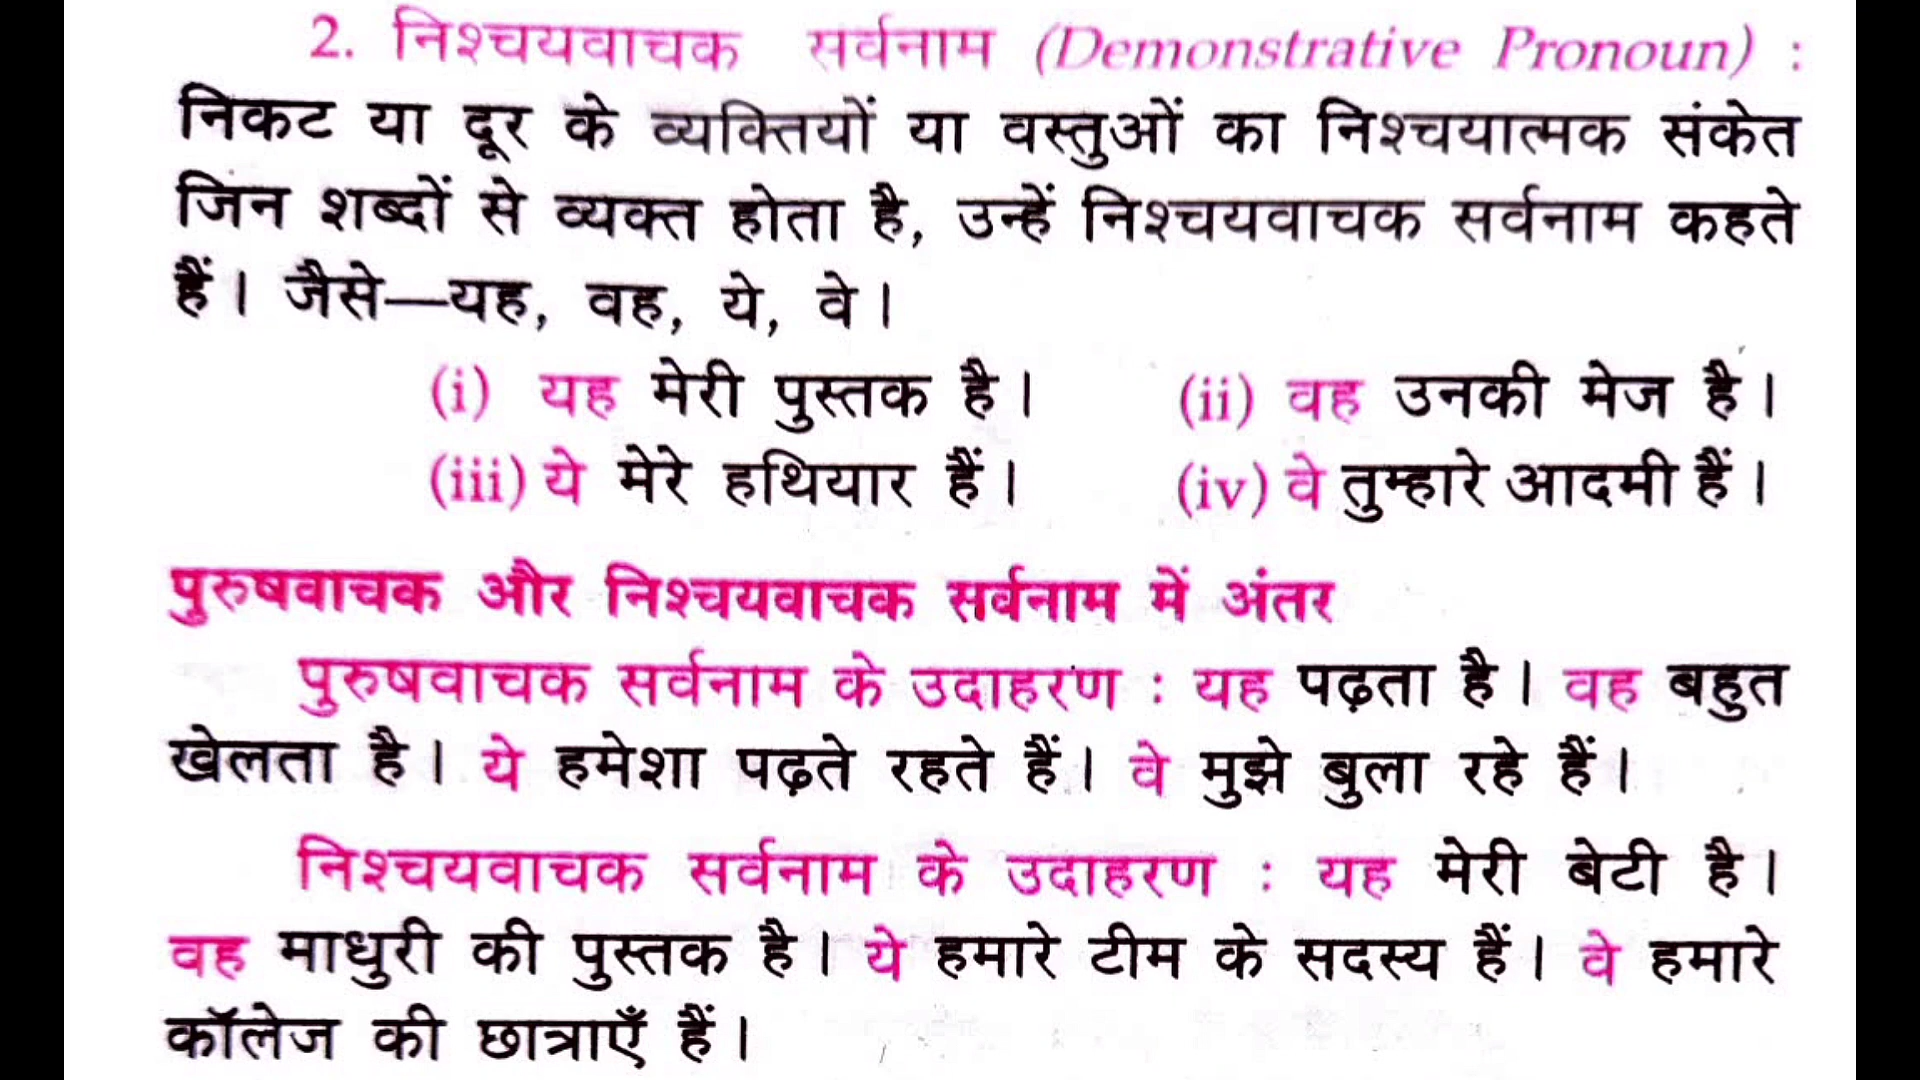 2. निश्चयवाचक सर्वनाम (Demonstrative Pronoun) :
निकट या दूर के व्यक्तियों या वस्तुओं का निश्चयात्मक संकेत
जिन शब्दों से व्यक्त होता है, उन्हें निश्चयवाचक सर्वनाम कहते
हैं। जैसे—यह, वह, ये, वे।
(i) यह मेरी पुस्तक है। (ii) वह उनकी मेज है।
(iii) ये मेरे हथियार हैं। (iv) वे तुम्हारे आदमी हैं।
पुरुषवाचक और निश्चयवाचक सर्वनाम में अंतर
पुरुषवाचक सर्वनाम के उदाहरण : यह पढ़ता है। वह बहुत
खेलता है। ये हमेशा पढ़ते रहते हैं। वे मुझे बुला रहे हैं।
निश्चयवाचक सर्वनाम के उदाहरण : यह मेरी बेटी है।
वह माधुरी की पुस्तक है। ये हमारे टीम के सदस्य हैं। वे हमारे
कॉलेज की छात्राएँ हैं।